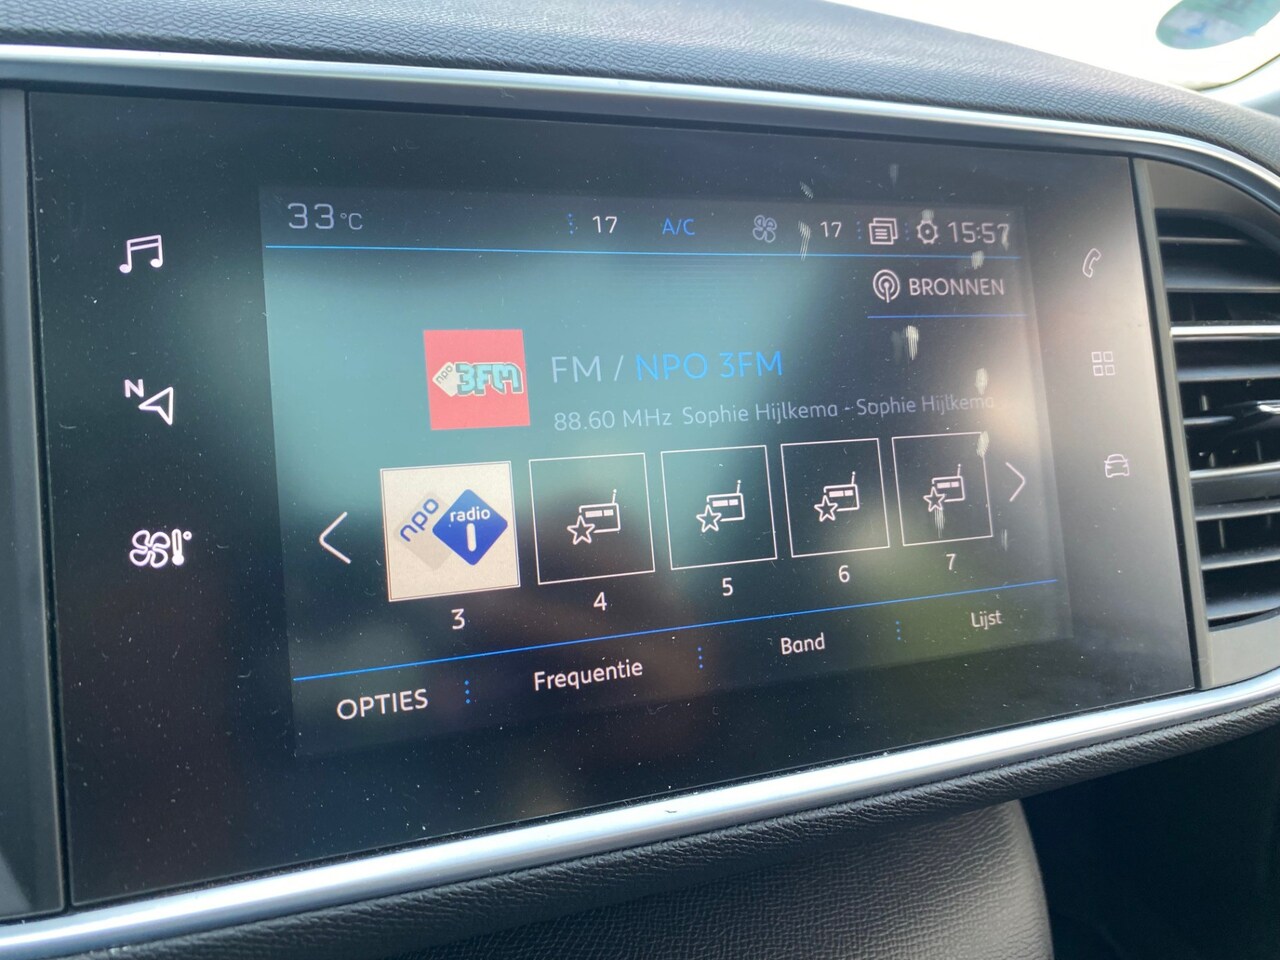 33°C 17 A/C 17 15:57
BRONNEN
N
npo 3FM
FM / NPO 3FM
88.60 MHz Sophie Hijlkema - Sophie Hijlkema
npo radio 1
3 4 5 6 7
OPTIES Frequentie Band Lijst